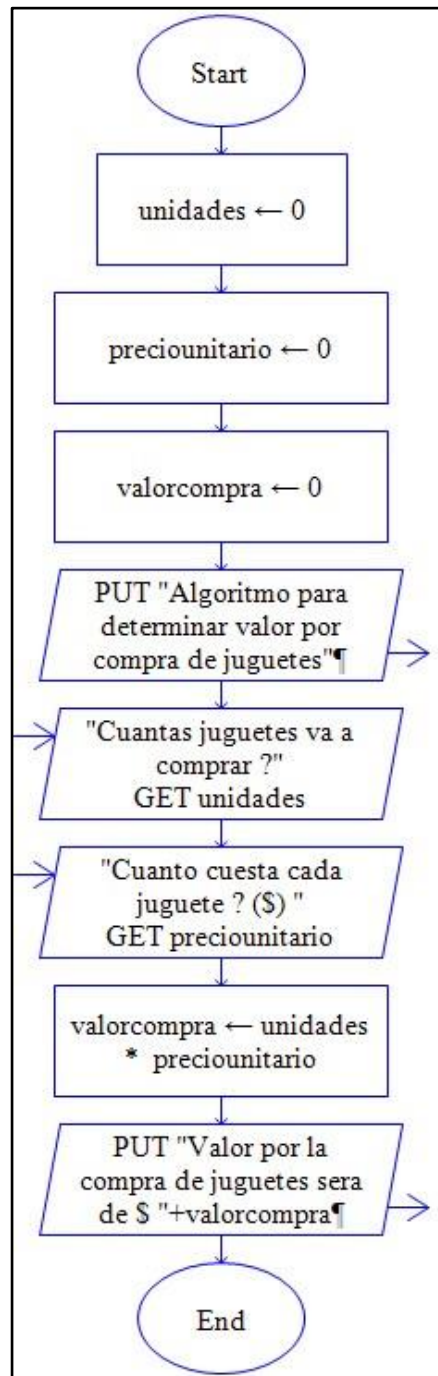 Start
unidades ← 0
preciounitario ← 0
valorcompra ← 0
PUT "Algoritmo para
determinar valor por
compra de juguetes"¶
"Cuantas juguetes va a
comprar ?"
GET unidades
"Cuanto cuesta cada
juguete ? ($) "
GET preciounitario
valorcompra ← unidades
* preciounitario
PUT "Valor por la
compra de juguetes sera
de $ "+valorcompra¶
End